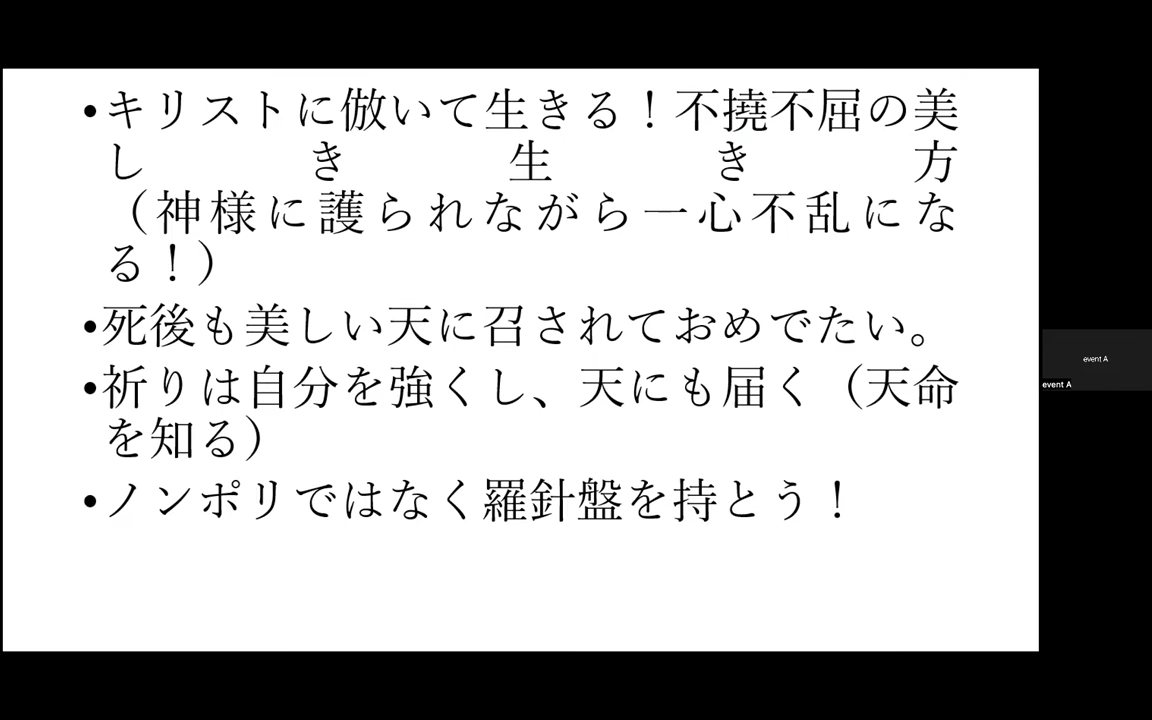 •キリストに倣いて生きる！不撓不屈の美
しき生き方
（神様に護られながら一心不乱にな
る！）
•死後も美しい天に召されておめでたい。
•祈りは自分を強くし、天にも届く（天命
を知る）
•ノンポリではなく羅針盤を持とう！
event A
event A